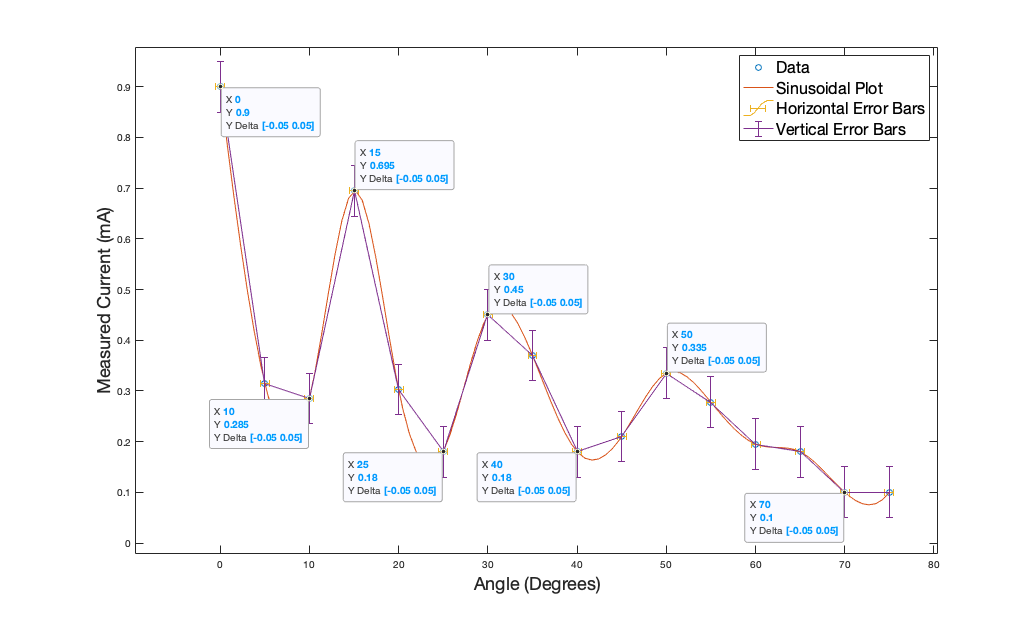 Data
Sinusoidal Plot
Horizontal Error Bars
Vertical Error Bars
X 0
Y 0.9
Y Delta [-0.05 0.05]
X 15
Y 0.695
Y Delta [-0.05 0.05]
X 30
Y 0.45
Y Delta [-0.05 0.05]
X 50
Y 0.335
Y Delta [-0.05 0.05]
X 10
Y 0.285
Y Delta [-0.05 0.05]
X 25
Y 0.18
Y Delta [-0.05 0.05]
X 40
Y 0.18
Y Delta [-0.05 0.05]
X 70
Y 0.1
Y Delta [-0.05 0.05]
Measured Current (mA)
0.9
0.8
0.7
0.6
0.5
0.4
0.3
0.2
0.1
0
0 10 20 30 40 50 60 70 80
Angle (Degrees)